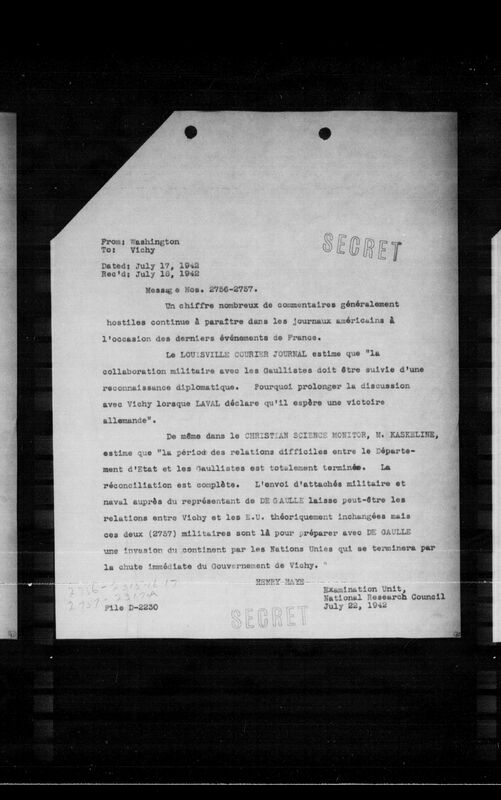 From: Washington
To: Vichy
SECRET
Dated: July 17, 1942
Rec'd: July 18, 1942
Message Nos. 2756-2757.
Un chiffre nombreux de commentaires généralement
hostiles continue à paraître dans les journaux américains à
l'occasion des derniers événements de France.
Le LOUISVILLE COURIER JOURNAL estime que "la
collaboration militaire avec les Gaullistes doit être suivie d'une
reconnaissance diplomatique. Pourquoi prolonger la discussion
avec Vichy lorsque LAVAL déclare qu'il espère une victoire
allemande".
De même dans le CHRISTIAN SCIENCE MONITOR, M. KASKELINE,
estime que "la période des relations difficiles entre le Départe-
ment d'Etat et les Gaullistes est totalement terminée. La
réconciliation est complète. L'envoi d'attachés militaire et
naval auprès du représentant de DE GAULLE laisse peut-être les
relations entre Vichy et les E.U. théoriquement inchangées mais
ces deux (2757) militaires sont là pour préparer avec DE GAULLE
une invasion du continent par les Nations Unies qui se terminera par
la chute immédiate du Gouvernement de Vichy. "
HENRY-HAYE
Examination Unit,
National Research Council
July 22, 1942
File D-2230
SECRET